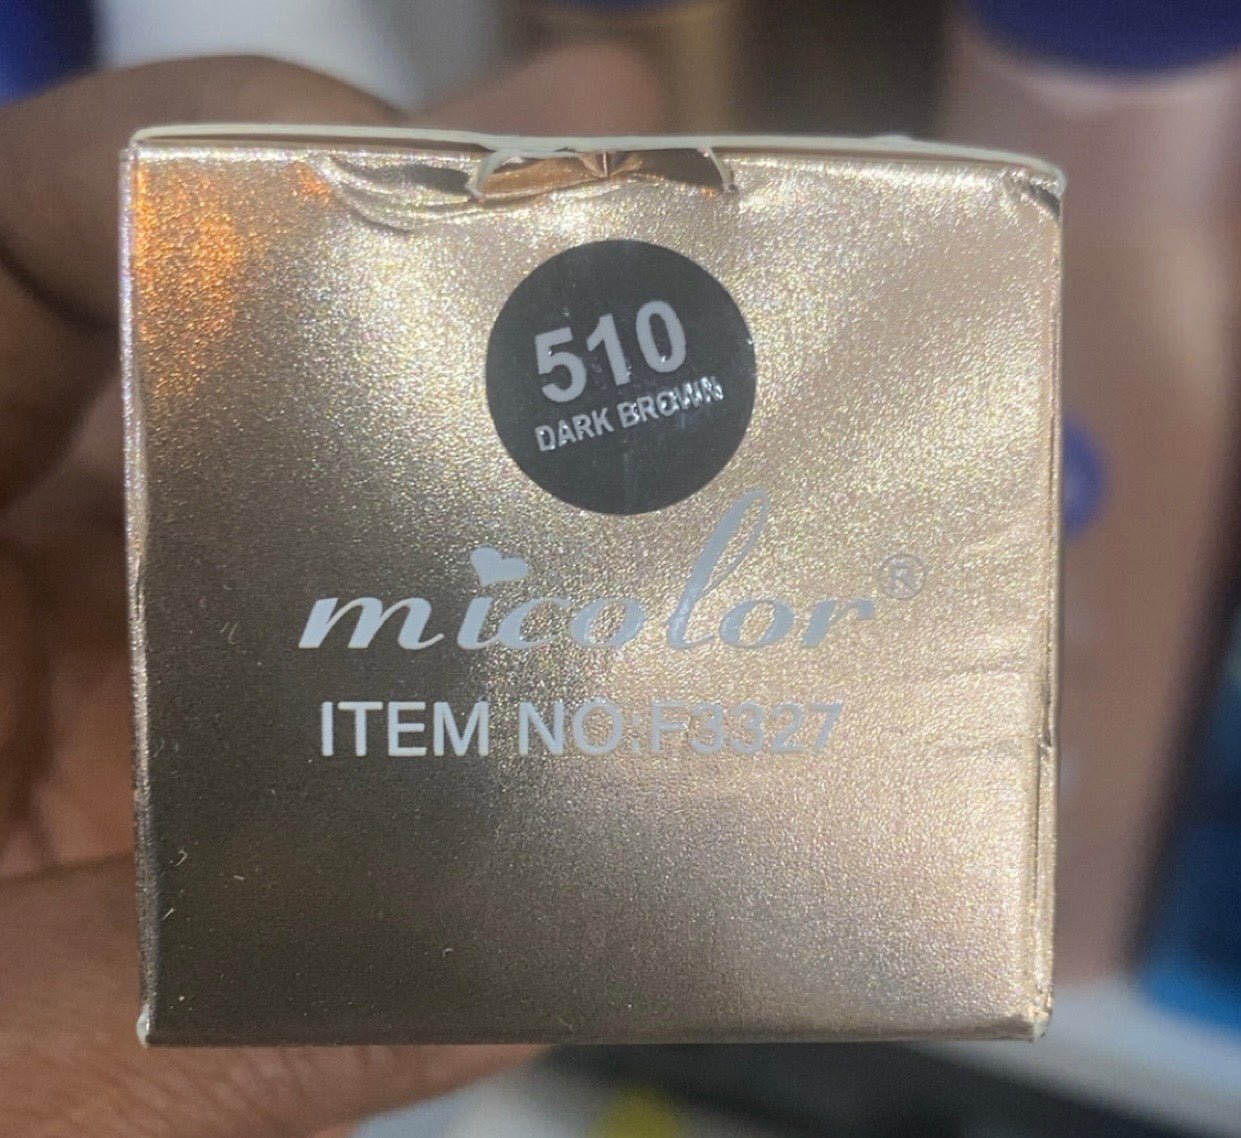 510
DARK BROWN
micolor®
ITEM NO:F3327